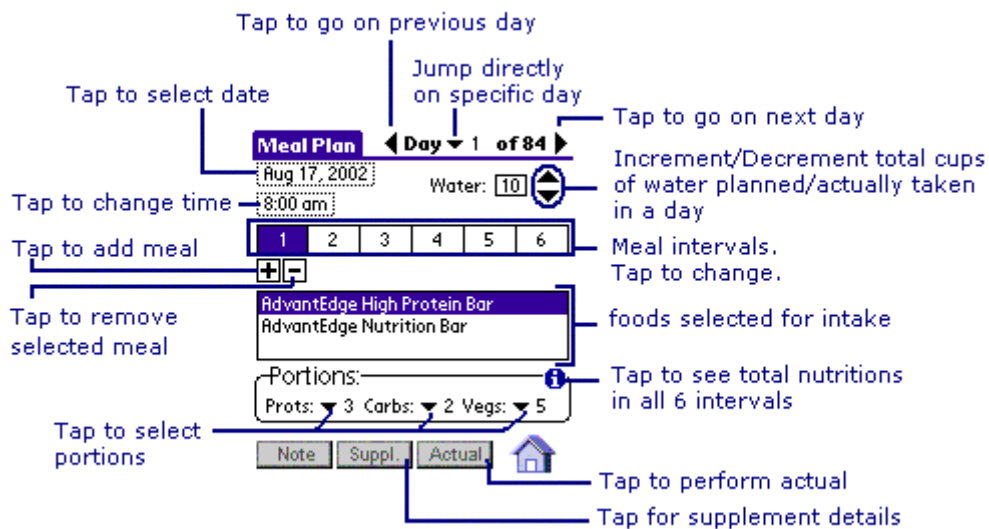 Tap to go on previous day
Jump directly
on specific day
Tap to select date
Tap to go on next day
Meal Plan
Day 1 of 84
Aug 17, 2002
Water: 10
Increment/Decrement total cups
of water planned/actually taken
in a day
Tap to change time
8:00 am
Tap to add meal
1 2 3 4 5 6
Meal intervals.
Tap to change.
+ -
Tap to remove
selected meal
AdvantEdge High Protein Bar
AdvantEdge Nutrition Bar
foods selected for intake
Portions:
i
Tap to see total nutritions
in all 6 intervals
Prots: 3 Carbs: 2 Vegs: 5
Tap to select
portions
Note Suppl. Actual
Tap to perform actual
Tap for supplement details